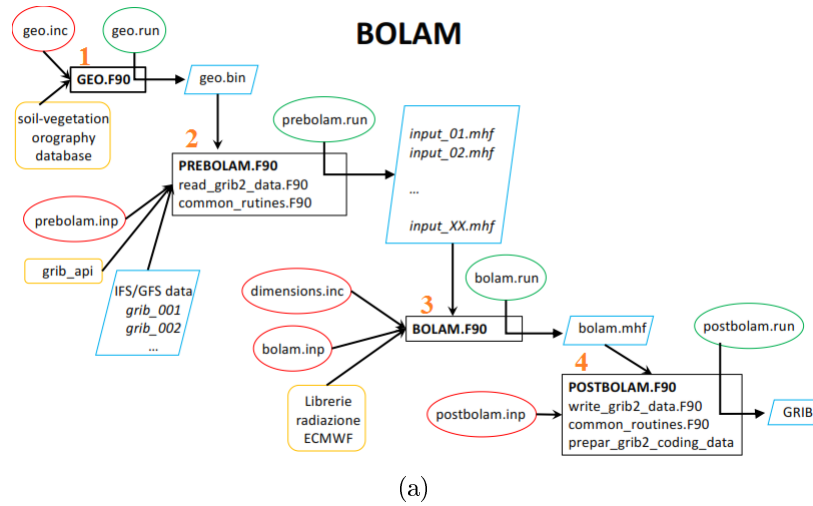 BOLAM
geo.inc
geo.run
1
GEO.F90
geo.bin
soil-vegetation
orography
database
2
prebolam.run
PREBOLAM.F90
read_grib2_data.F90
common_rutines.F90
input_01.mhf
input_02.mhf
...
input_XX.mhf
prebolam.inp
grib_api
IFS/GFS data
grib_001
grib_002
...
dimensions.inc
3
bolam.run
BOLAM.F90
bolam.mhf
bolam.inp
Librerie
radiazione
ECMWF
postbolam.run
4
POSTBOLAM.F90
write_grib2_data.F90
common_routines.F90
prepar_grib2_coding_data
postbolam.inp
GRIB
(a)